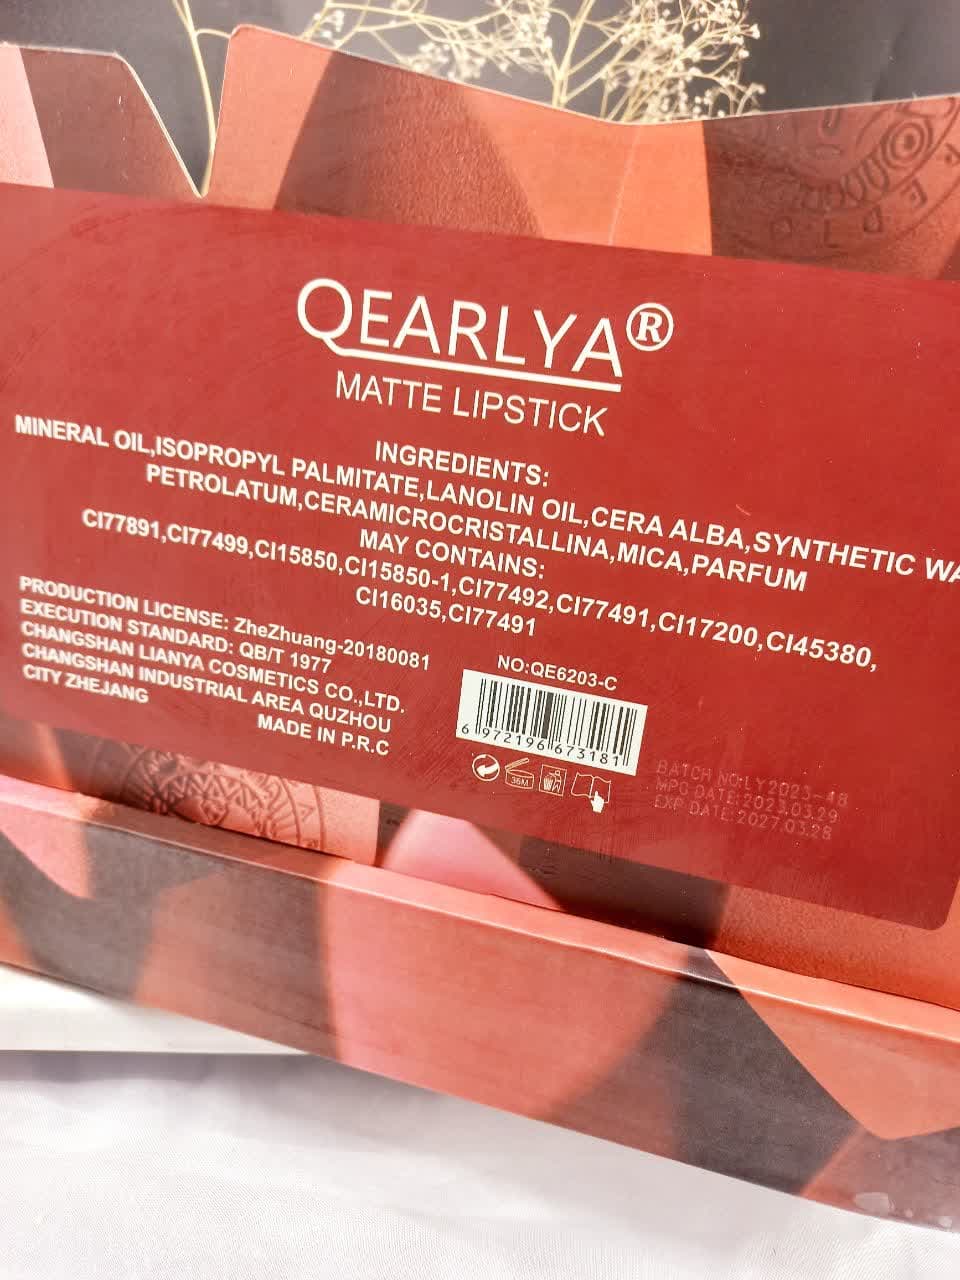 QEARLYA®
MATTE LIPSTICK
INGREDIENTS:
MINERAL OIL,ISOPROPYL PALMITATE,LANOLIN OIL,CERA ALBA,SYNTHETIC
PETROLATUM,CERAMICROCRISTALLINA,MICA,PARFUM
MAY CONTAINS:
CI77891,CI77499,CI15850,CI15850-1,CI77492,CI77491,CI17200,CI45380,
CI16035,CI77491
PRODUCTION LICENSE: ZheZhuang-20180081
EXECUTION STANDARD: QB/T 1977
CHANGSHAN LIANYA COSMETICS CO.,LTD.
CHANGSHAN INDUSTRIAL AREA QUZHOU
CITY ZHEJANG
MADE IN P.R.C
NO:QE6203-C
6 972196 673181
36M
BATCH NO:LY2023-48
MPG DATE:2023.03.29
EXP DATE:2027.03.28